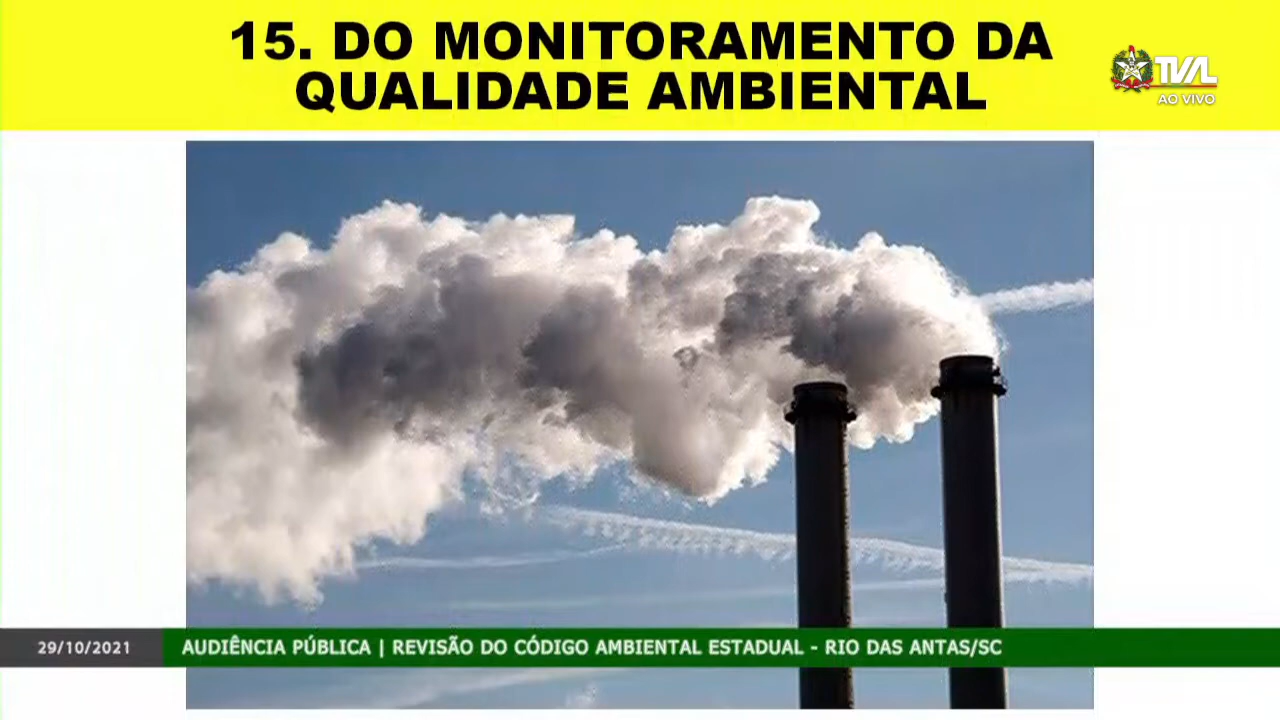 15. DO MONITORAMENTO DA
QUALIDADE AMBIENTAL
TVAL
AO VIVO
29/10/2021
AUDIÊNCIA PÚBLICA | REVISÃO DO CÓDIGO AMBIENTAL ESTADUAL - RIO DAS ANTAS/SC